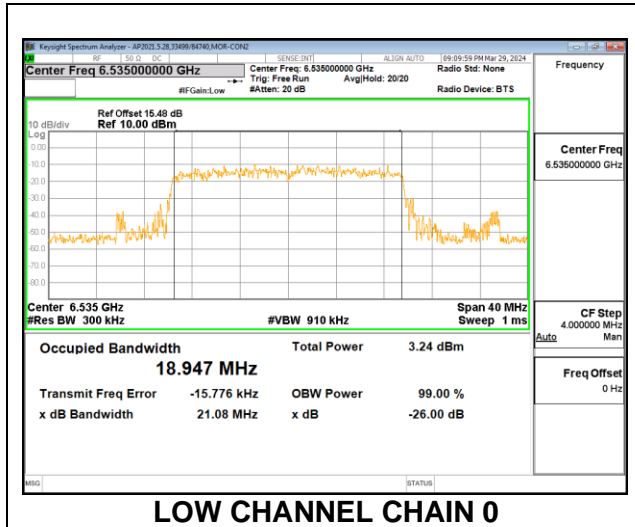 Keysight Spectrum Analyzer - AP2021.5.28,33499/84740,MOR-CON2
RF 50 Ω DC SENSE:INT ALIGN AUTO 09:09:59 PM Mar 29, 2024
Center Freq 6.535000000 GHz
Center Freq: 6.535000000 GHz
Radio Std: None
Trig: Free Run Avg|Hold: 20/20
#IFGain:Low #Atten: 20 dB Radio Device: BTS
Frequency
Ref Offset 15.48 dB
10 dB/div Ref 10.00 dBm
Log
0.00
-10.0
-20.0
-30.0
-40.0
-50.0
-60.0
-70.0
-80.0
Center 6.535 GHz Span 40 MHz
#Res BW 300 kHz #VBW 910 kHz Sweep 1 ms
Center Freq
6.535000000 GHz
CF Step
4.000000 MHz
Auto Man
Freq Offset
0 Hz
Occupied Bandwidth Total Power 3.24 dBm
18.947 MHz
Transmit Freq Error -15.776 kHz OBW Power 99.00 %
x dB Bandwidth 21.08 MHz x dB -26.00 dB
MSG STATUS
LOW CHANNEL CHAIN 0